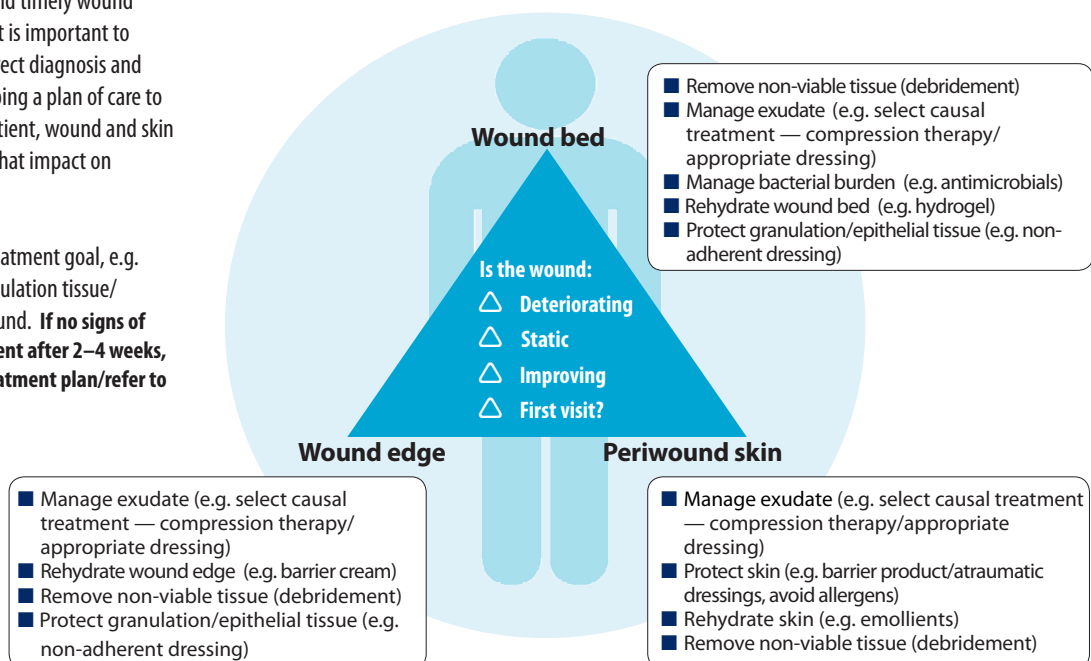 nd timely wound
t is important to
rect diagnosis and
ping a plan of care to
tient, wound and skin
hat impact on
atment goal, e.g.
ulation tissue/
und. If no signs of
ent after 2–4 weeks,
atment plan/refer to
Wound bed
■ Remove non-viable tissue (debridement)
■ Manage exudate (e.g. select causal
treatment — compression therapy/
appropriate dressing)
■ Manage bacterial burden (e.g. antimicrobials)
■ Rehydrate wound bed (e.g. hydrogel)
■ Protect granulation/epithelial tissue (e.g. non-
adherent dressing)
Is the wound:
△ Deteriorating
△ Static
△ Improving
△ First visit?
Wound edge
■ Manage exudate (e.g. select causal
treatment — compression therapy/
appropriate dressing)
■ Rehydrate wound edge (e.g. barrier cream)
■ Remove non-viable tissue (debridement)
■ Protect granulation/epithelial tissue (e.g.
non-adherent dressing)
Periwound skin
■ Manage exudate (e.g. select causal treatment
— compression therapy/appropriate
dressing)
■ Protect skin (e.g. barrier product/atraumatic
dressings, avoid allergens)
■ Rehydrate skin (e.g. emollients)
■ Remove non-viable tissue (debridement)